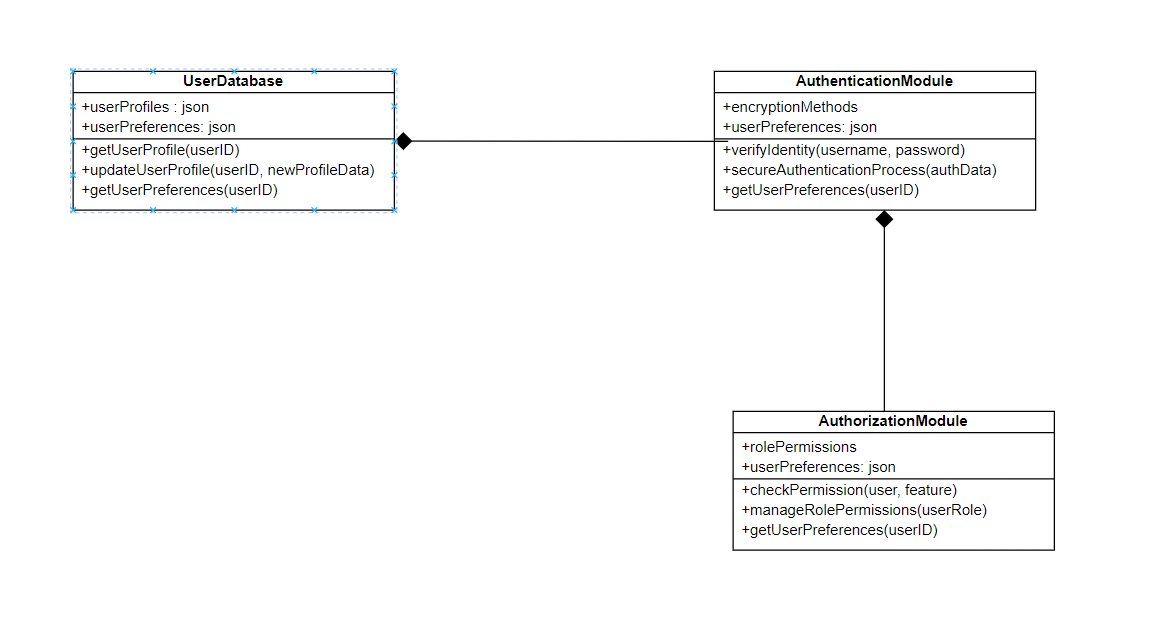 UserDatabase
+userProfiles : json
+userPreferences: json
+getUserProfile(userID)
+updateUserProfile(userID, newProfileData)
+getUserPreferences(userID)
AuthenticationModule
+encryptionMethods
+userPreferences: json
+verifyIdentity(username, password)
+secureAuthenticationProcess(authData)
+getUserPreferences(userID)
AuthorizationModule
+rolePermissions
+userPreferences: json
+checkPermission(user, feature)
+manageRolePermissions(userRole)
+getUserPreferences(userID)